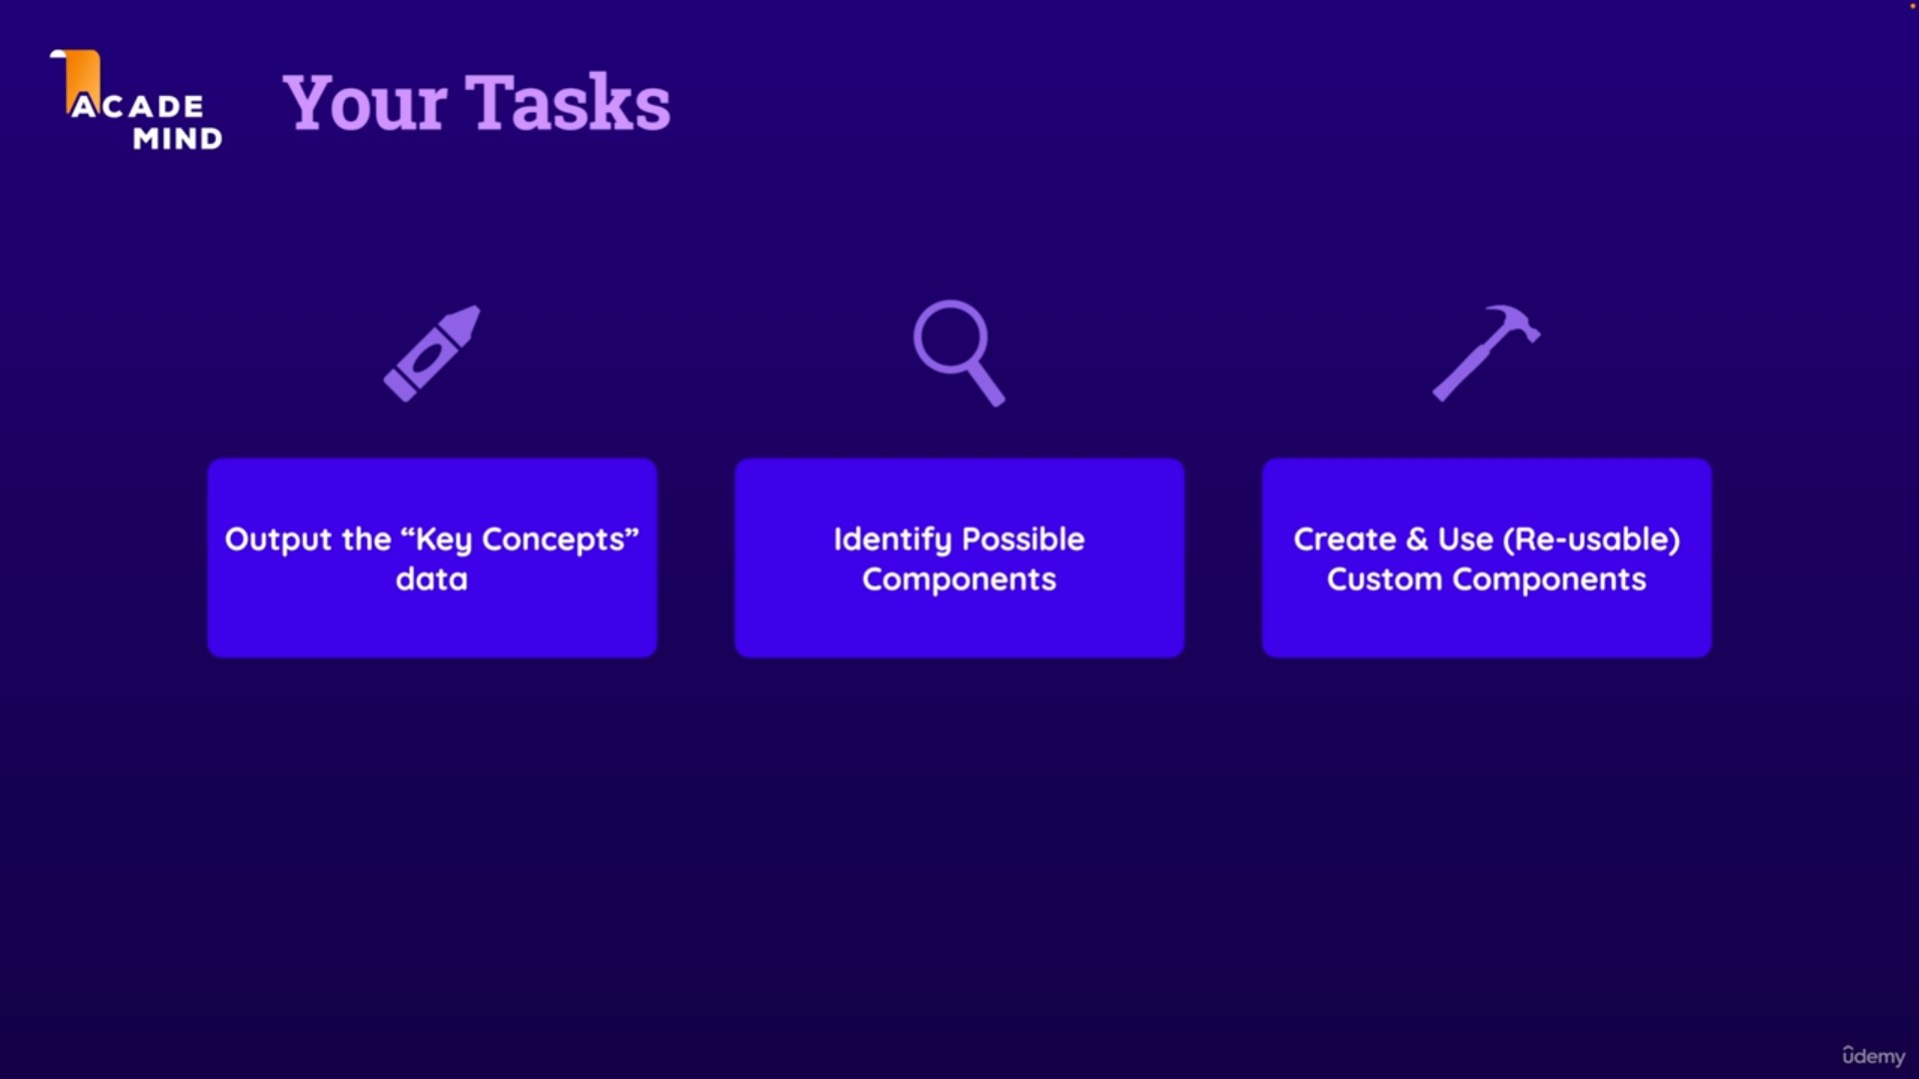 ACADE
MIND
Your Tasks
Output the “Key Concepts”
data
Identify Possible
Components
Create & Use (Re-usable)
Custom Components
ûdemy